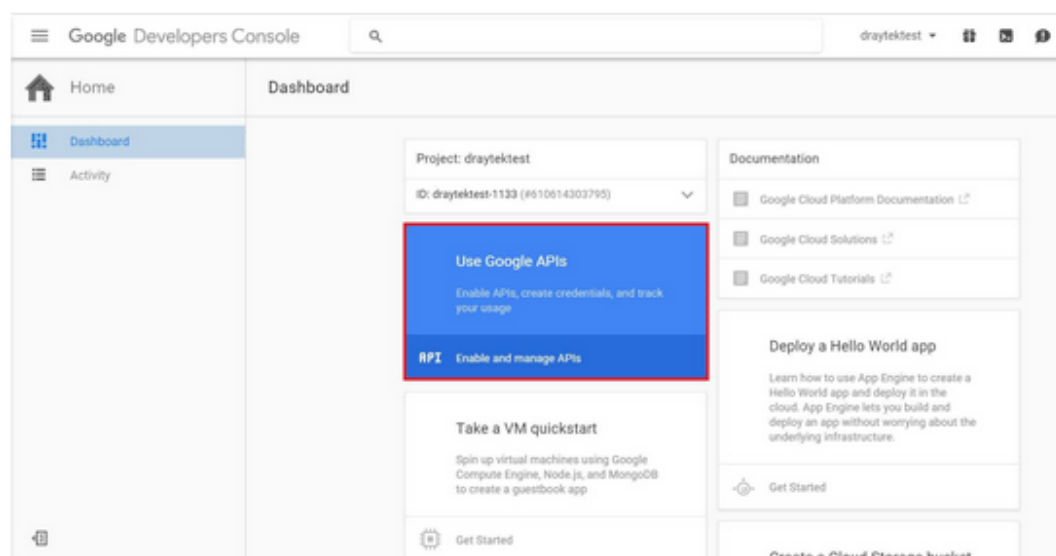 Google Developers Console
draytektest
Home
Dashboard
Dashboard
Activity
Project: draytektest
ID: draytektest-1133 (#610614303795)
Use Google APIs
Enable APIs, create credentials, and track
your usage
API Enable and manage APIs
Take a VM quickstart
Spin up virtual machines using Google
Compute Engine, Node.js, and MongoDB
to create a guestbook app
Get Started
Documentation
Google Cloud Platform Documentation
Google Cloud Solutions
Google Cloud Tutorials
Deploy a Hello World app
Learn how to use App Engine to create a
Hello World app and deploy it in the
cloud. App Engine lets you build and
deploy an app without worrying about the
underlying infrastructure.
Get Started
Create a Cloud Storage bucket